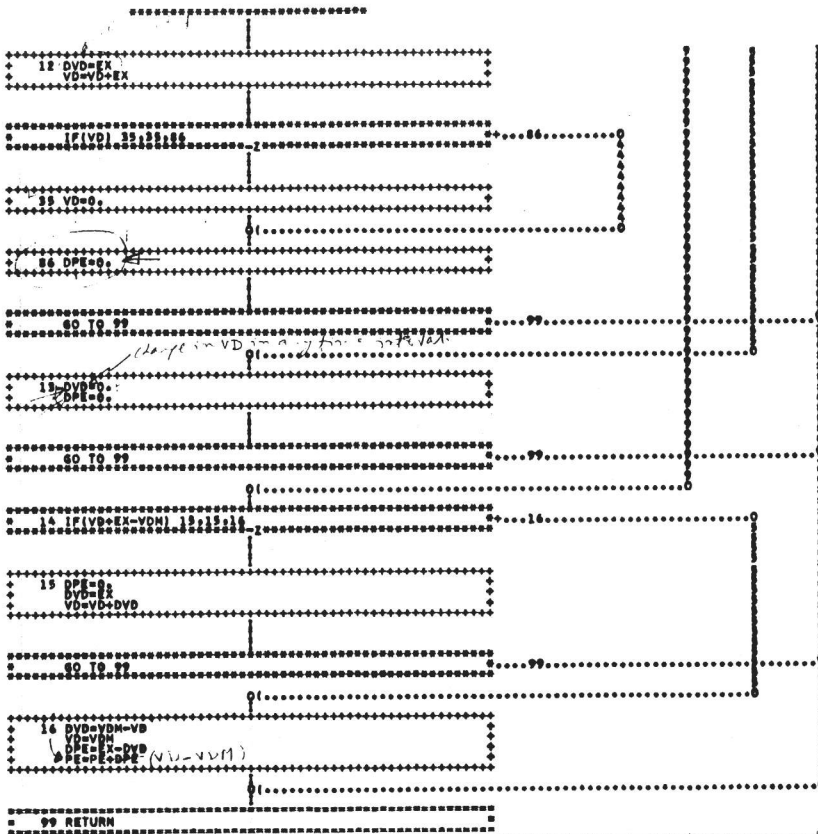 12 DVD=EX
VD=VD+EX
IF(VD) 35,35,86
86
-Z
35 VD=0.
86 DPE=0.
GO TO 99
99
change in VD in any time interval
13 DVD=0.
DPE=0.
GO TO 99
99
14 IF(VD+EX-VDM) 15,15,16
16
-Z
15 DPE=0.
DVD=EX
VD=VD+DVD
GO TO 99
99
16 DVD=VDM-VD
VD=VDM
DPE=EX-DVD
PE=PE+DPE (VD-VDM)
99 RETURN